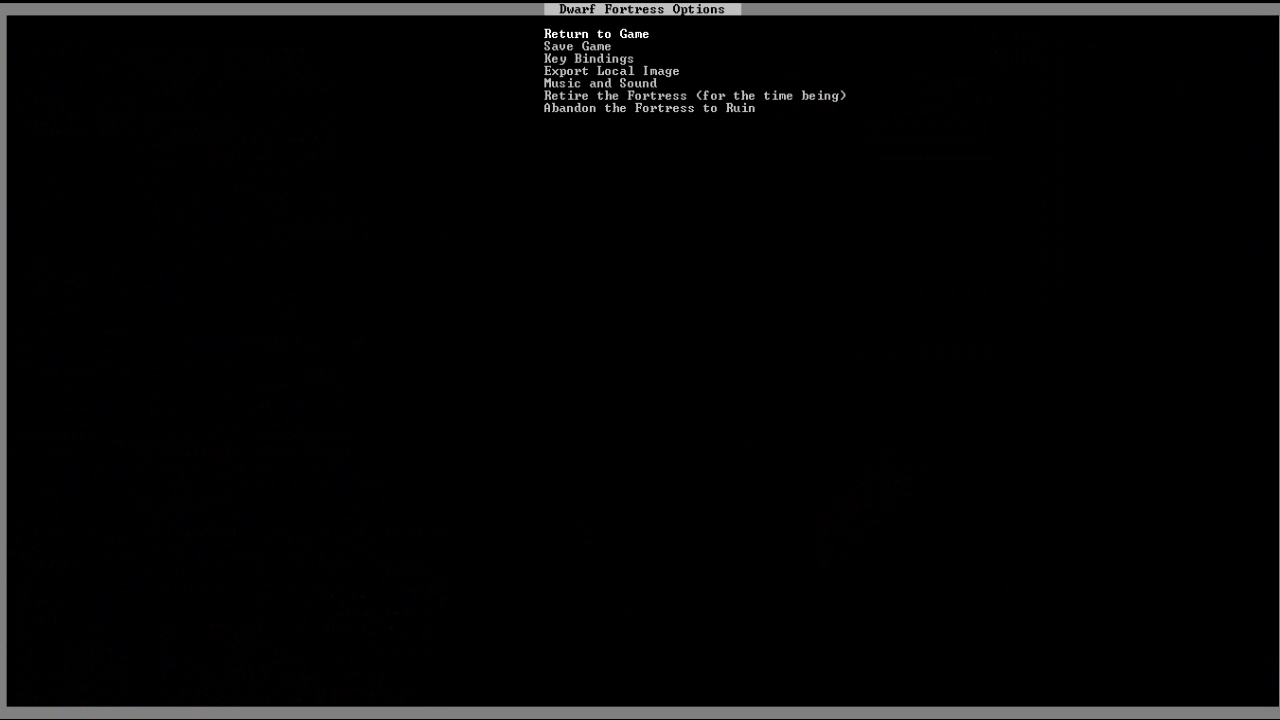 Dwarf Fortress Options
Return to Game
Save Game
Key Bindings
Export Local Image
Music and Sound
Retire the Fortress (for the time being)
Abandon the Fortress to Ruin